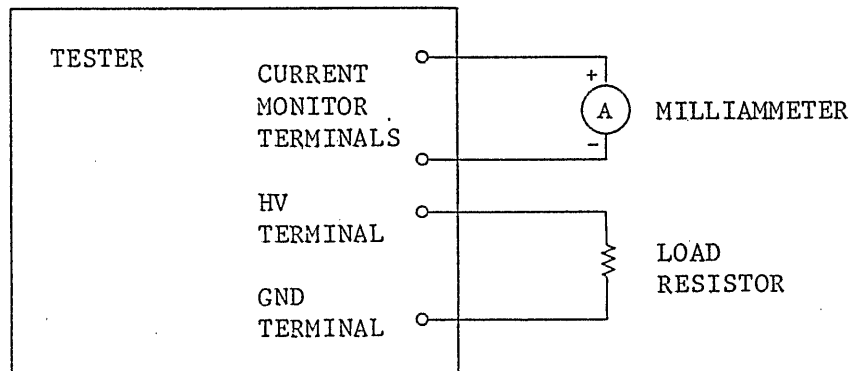 TESTER
CURRENT
MONITOR
TERMINALS
+
A
-
MILLIAMMETER
HV
TERMINAL
LOAD
RESISTOR
GND
TERMINAL